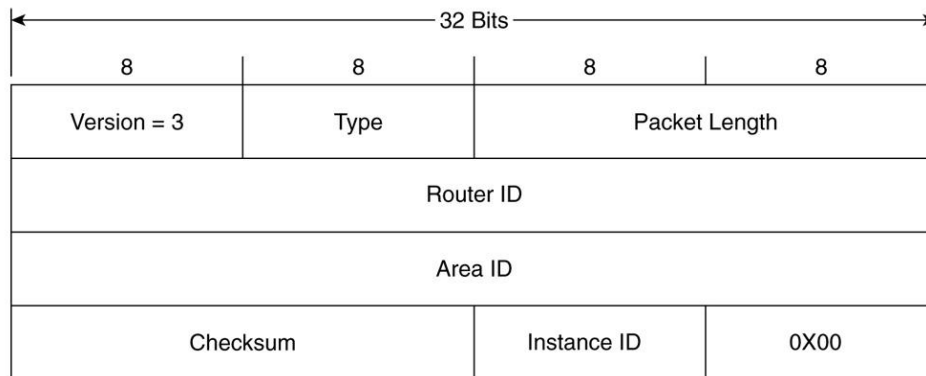 32 Bits
8 8 8 8
Version = 3 Type Packet Length
Router ID
Area ID
Checksum Instance ID 0X00